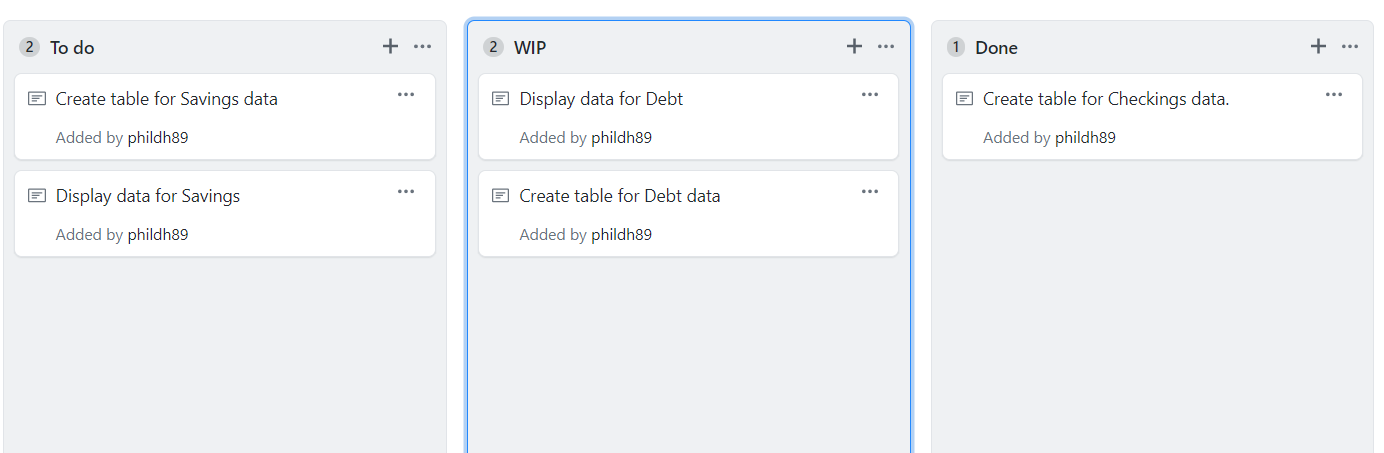 2 To do
Create table for Savings data
Added by phildh89
Display data for Savings
Added by phildh89
2 WIP
Display data for Debt
Added by phildh89
Create table for Debt data
Added by phildh89
1 Done
Create table for Checkings data.
Added by phildh89